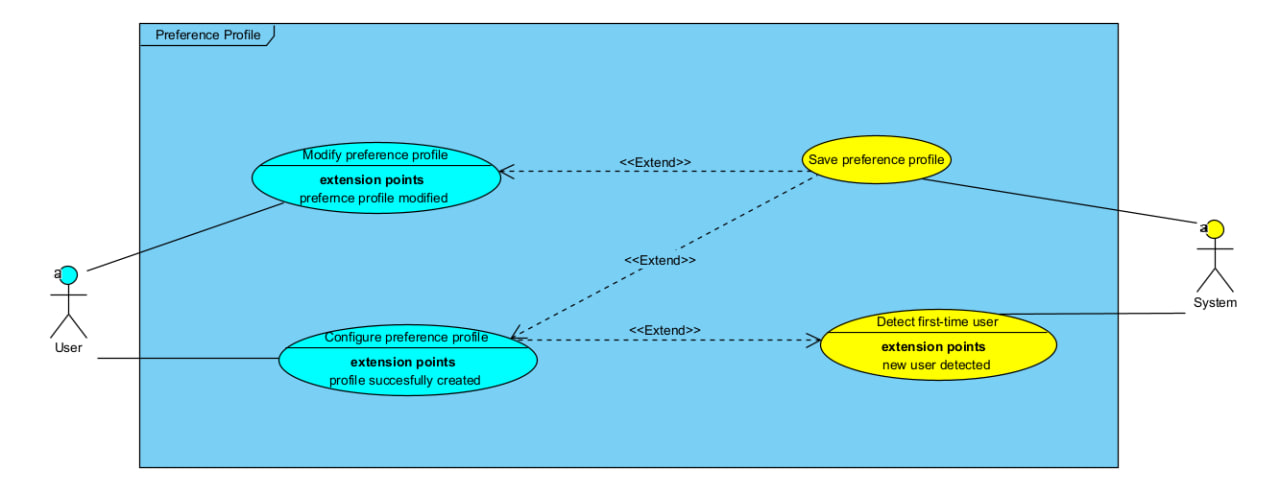 Preference Profile
Modify preference profile
extension points
prefernce profile modified
<<Extend>>
Save preference profile
a
System
<<Extend>>
a
User
Configure preference profile
extension points
profile succesfully created
<<Extend>>
Detect first-time user
extension points
new user detected